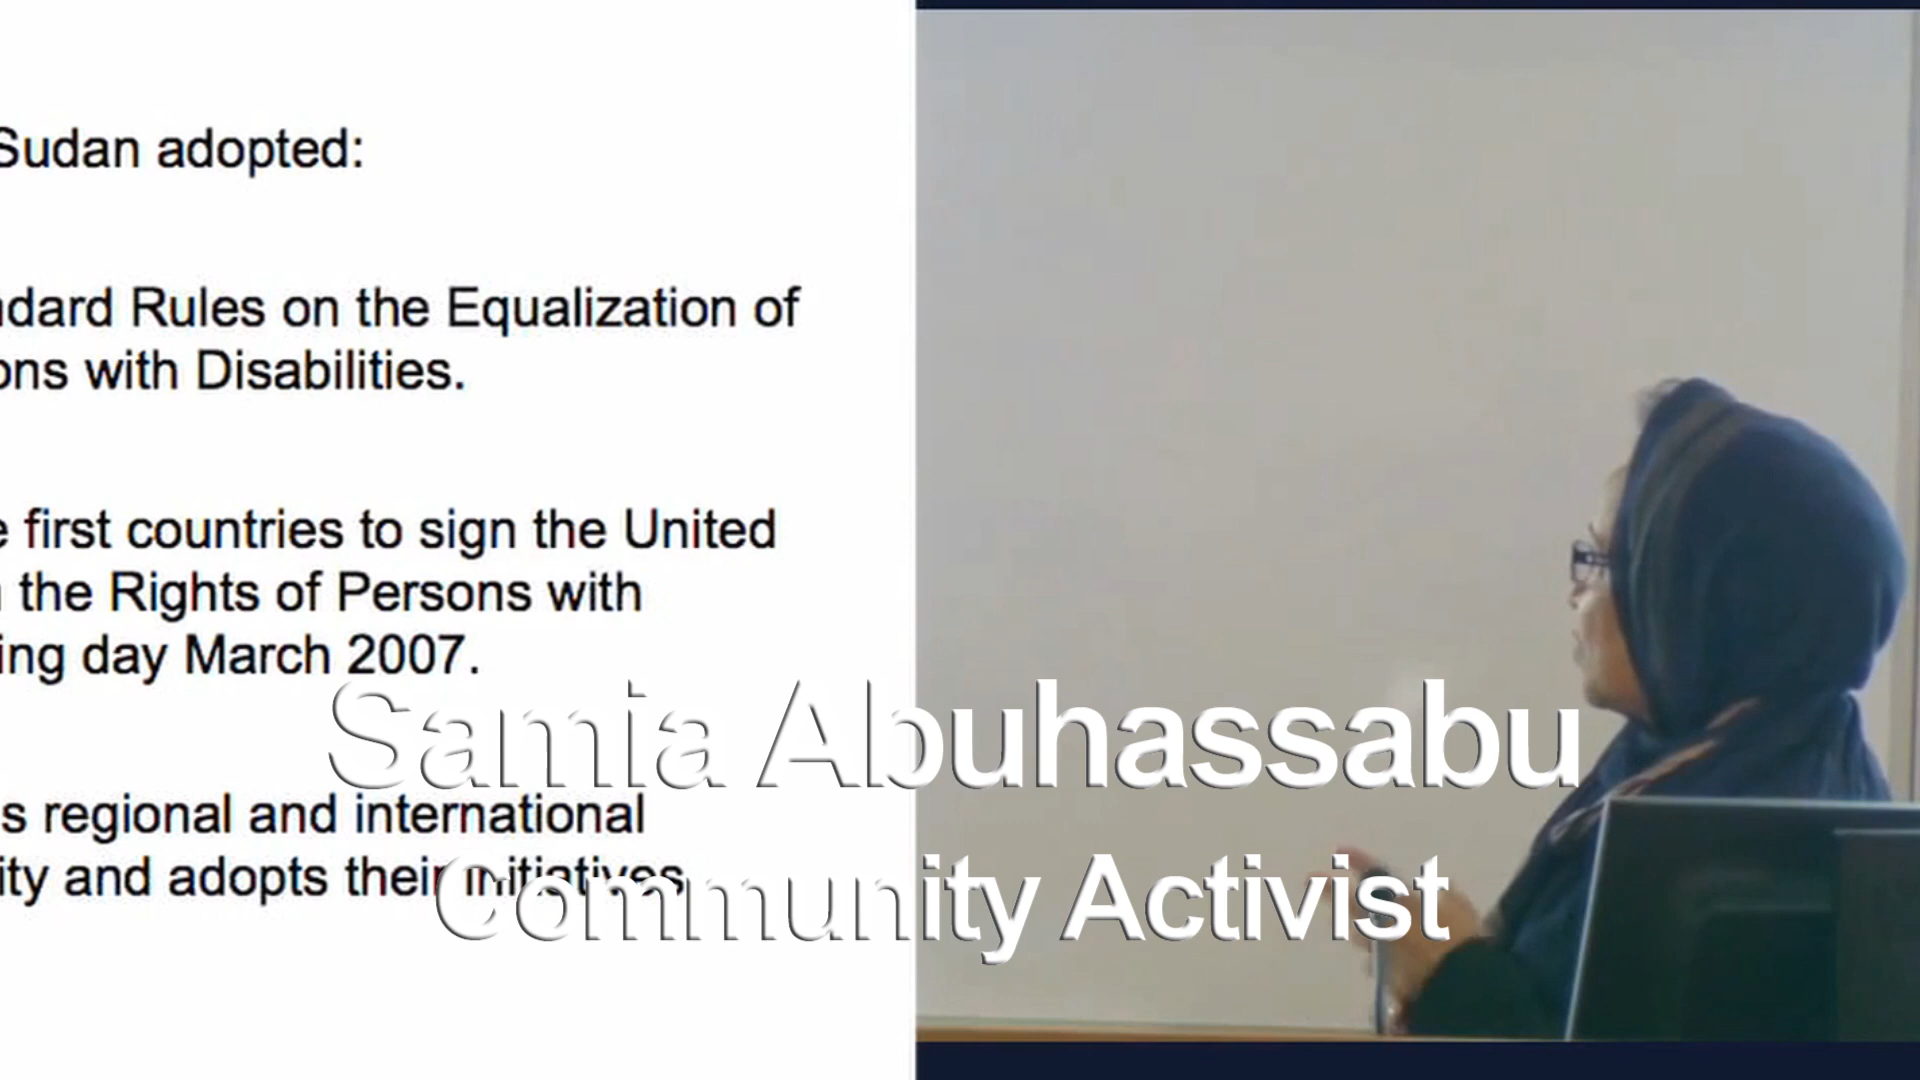 Sudan adopted:
ndard Rules on the Equalization of
ons with Disabilities.
e first countries to sign the United
the Rights of Persons with
ing day March 2007.
Samia Abuhassabu
s regional and international
ity and adopts their initiatives
Community Activist